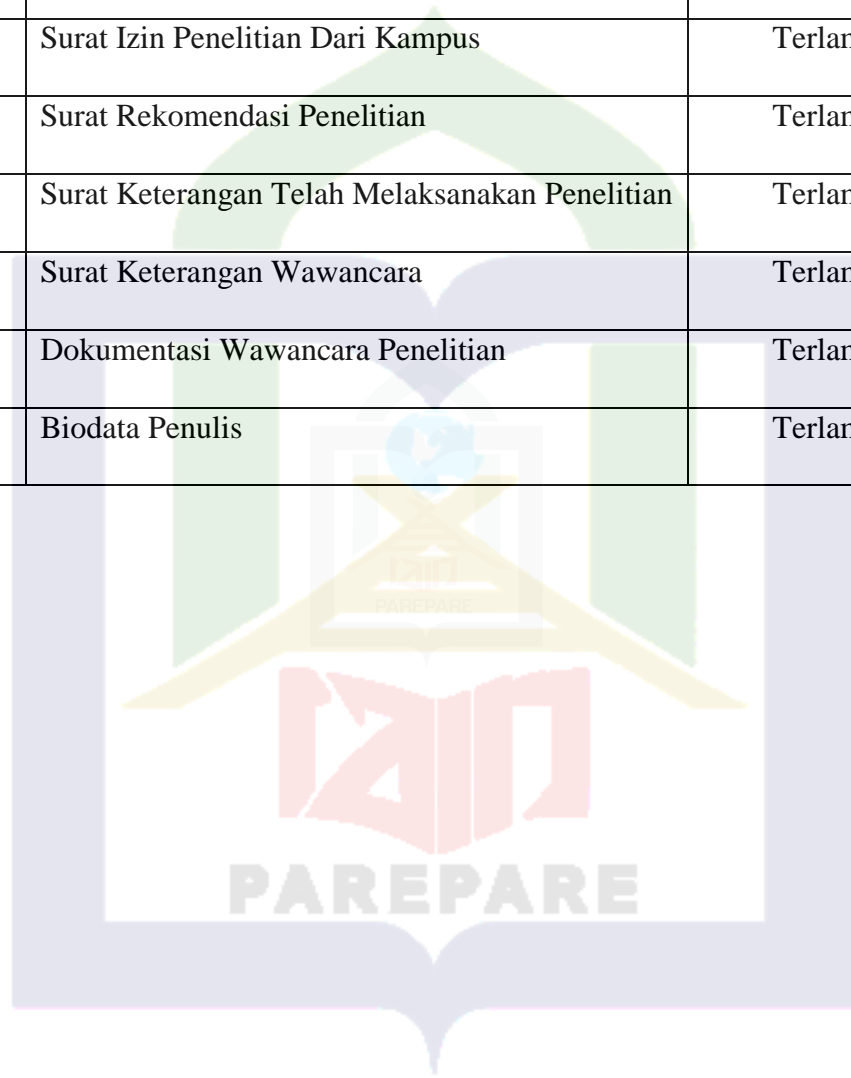 Surat Izin Penelitian Dari Kampus
Surat Rekomendasi Penelitian
Surat Keterangan Telah Melaksanakan Penelitian
Surat Keterangan Wawancara
Dokumentasi Wawancara Penelitian
Biodata Penulis
PAREPARE
PAREPARE